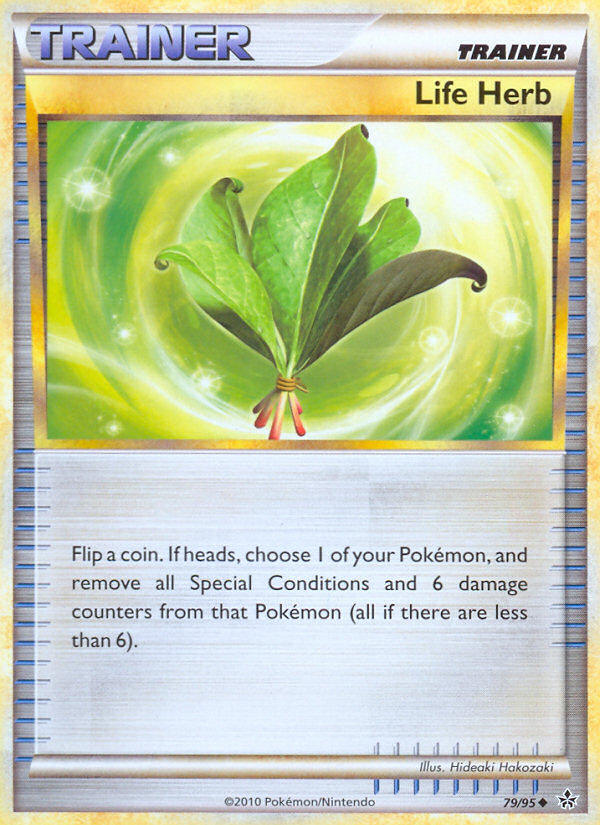 TRAINER
TRAINER
Life Herb
Flip a coin. If heads, choose 1 of your Pokémon, and
remove all Special Conditions and 6 damage
counters from that Pokémon (all if there are less
than 6).
Illus. Hideaki Hakozaki
©2010 Pokémon/Nintendo
79/95